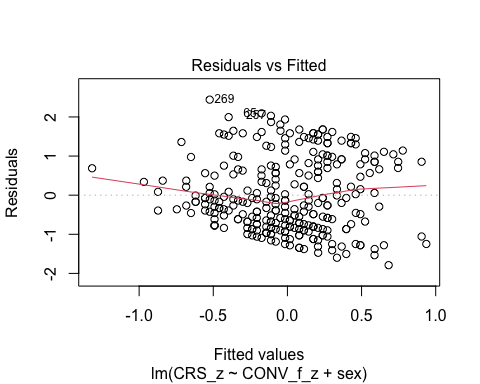 Residuals vs Fitted
Residuals
2
1
0
-1
-2
269
-1.0
-0.5
0.0
0.5
1.0
Fitted values
lm(CRS_z ~ CONV_f_z + sex)